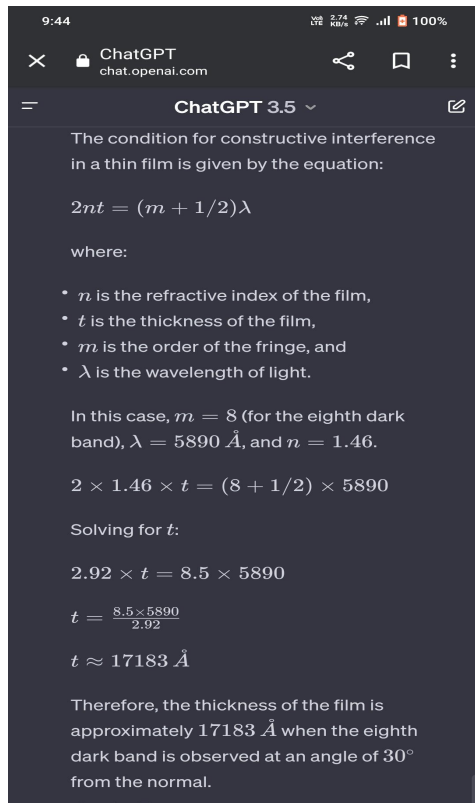 9:44
Vo) LTE 2.74 KB/s 100%
ChatGPT
chat.openai.com
ChatGPT 3.5
The condition for constructive interference
in a thin film is given by the equation:
2nt = (m + 1/2)λ
where:
• n is the refractive index of the film,
• t is the thickness of the film,
• m is the order of the fringe, and
• λ is the wavelength of light.
In this case, m = 8 (for the eighth dark
band), λ = 5890 Å, and n = 1.46.
2 × 1.46 × t = (8 + 1/2) × 5890
Solving for t:
2.92 × t = 8.5 × 5890
t = 8.5×5890/2.92
t ≈ 17183 Å
Therefore, the thickness of the film is
approximately 17183 Å when the eighth
dark band is observed at an angle of 30°
from the normal.